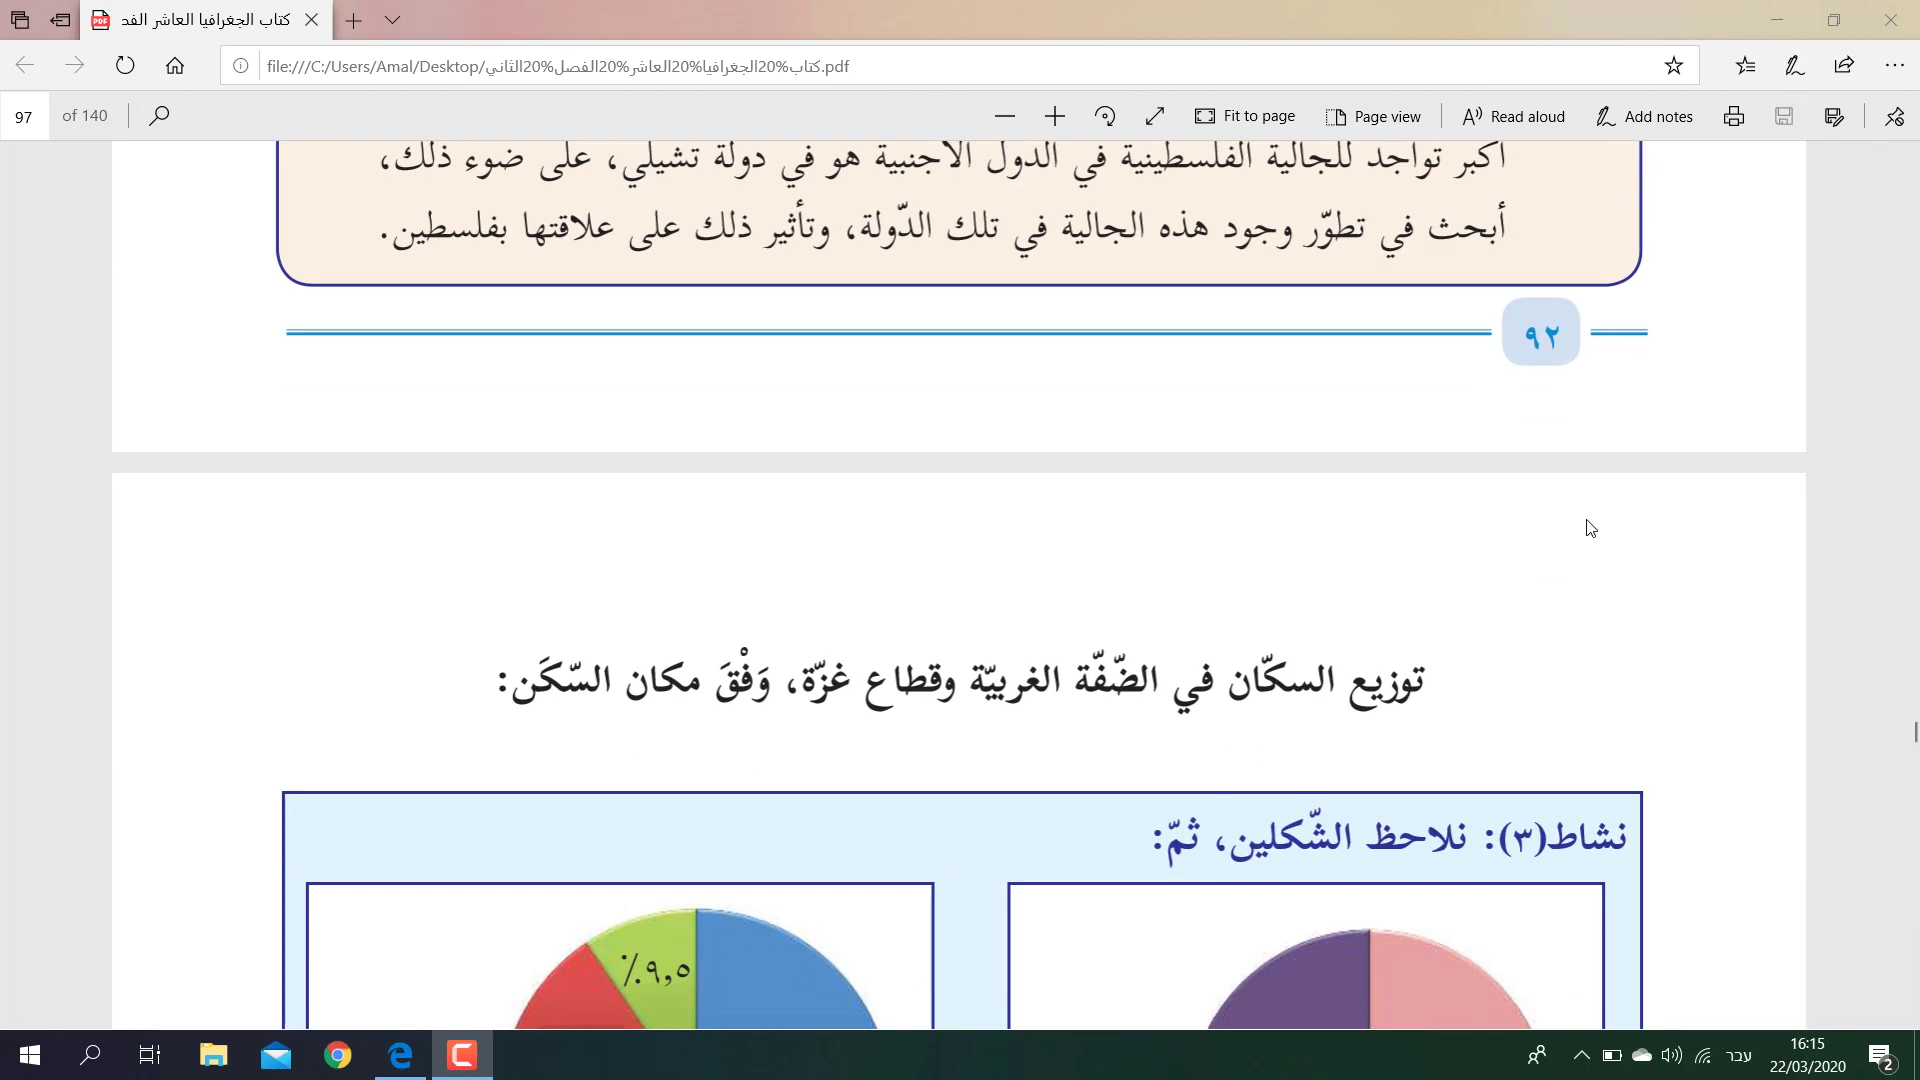 كتاب الجغرافيا العاشر الفص
file:///C:/Users/Amal/Desktop/كتاب%20الجغرافيا%20العاشر%20الفصل%20الثاني.pdf
97 of 140
Fit to page
Page view
Read aloud
Add notes
أكبر تواجد للجالية الفلسطينية في الدول الأجنبية هو في دولة تشيلي، على ضوء ذلك،
أبحث في تطوّر وجود هذه الجالية في تلك الدّولة، وتأثير ذلك على علاقتها بفلسطين.
٩٢
توزيع السكّان في الضّفّة الغربيّة وقطاع غزّة، وَفْقَ مكان السّكَن:
نشاط(٣): نلاحظ الشّكلين، ثمّ:
٩,٥٪
עבר
16:15
22/03/2020
2